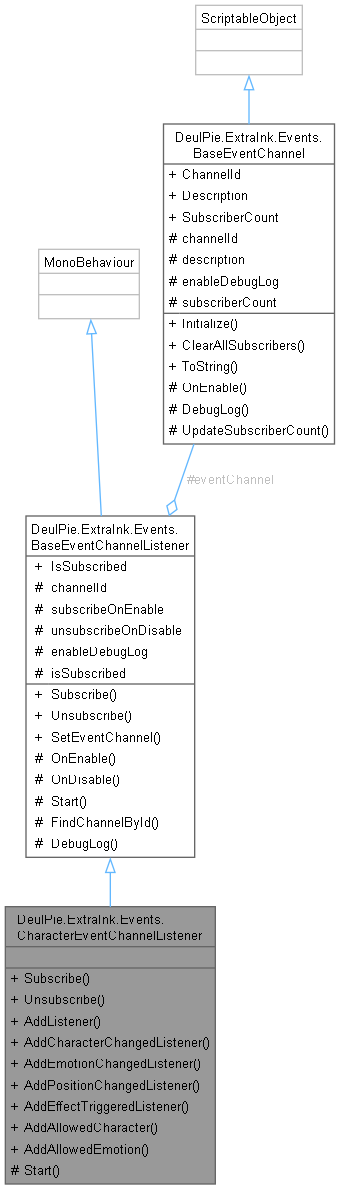 ScriptableObject
DeulPie.ExtraInk.Events.
BaseEventChannel
+ ChannelId
+ Description
+ SubscriberCount
# channelId
# description
# enableDebugLog
# subscriberCount
+ Initialize()
+ ClearAllSubscribers()
+ ToString()
# OnEnable()
# DebugLog()
# UpdateSubscriberCount()
MonoBehaviour
#eventChannel
DeulPie.ExtraInk.Events.
BaseEventChannelListener
+ IsSubscribed
# channelId
# subscribeOnEnable
# unsubscribeOnDisable
# enableDebugLog
# isSubscribed
+ Subscribe()
+ Unsubscribe()
+ SetEventChannel()
# OnEnable()
# OnDisable()
# Start()
# FindChannelById()
# DebugLog()
DeulPie.ExtraInk.Events.
CharacterEventChannelListener
+ Subscribe()
+ Unsubscribe()
+ AddListener()
+ AddCharacterChangedListener()
+ AddEmotionChangedListener()
+ AddPositionChangedListener()
+ AddEffectTriggeredListener()
+ AddAllowedCharacter()
+ AddAllowedEmotion()
# Start()